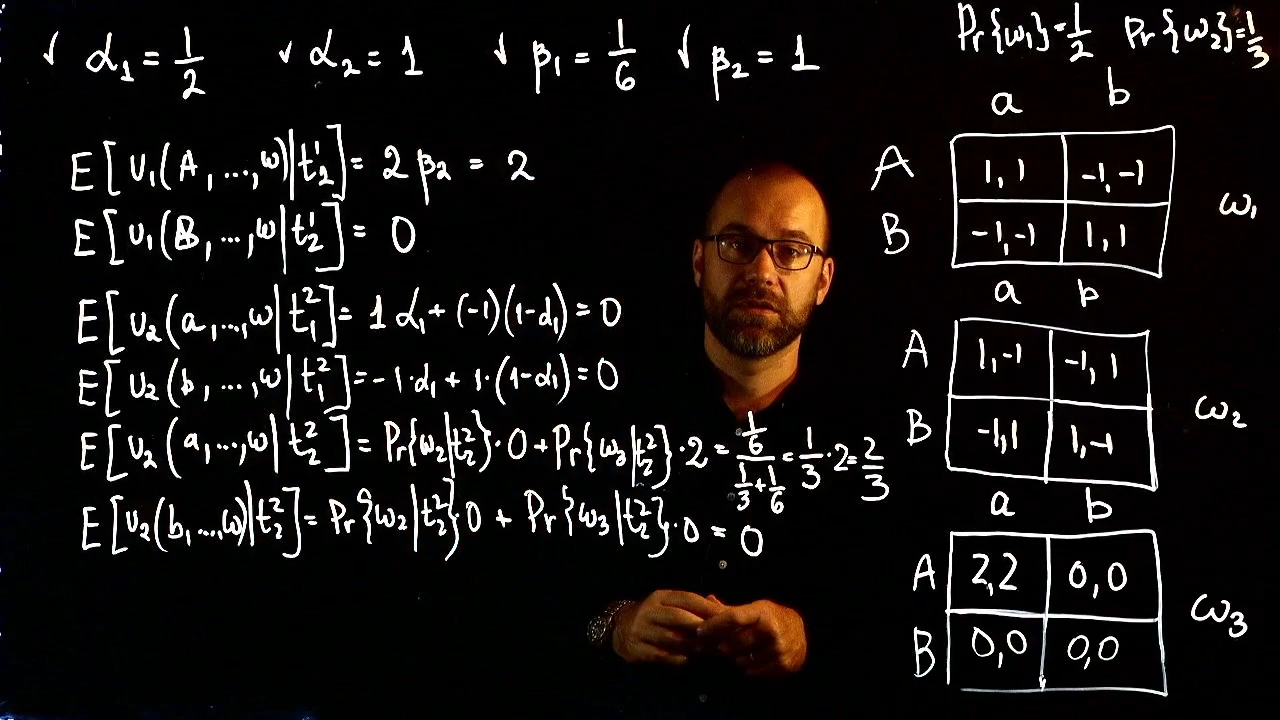 ✓ α₁ = 1/2 ✓ α₂ = 1 ✓ β₁ = 1/6 ✓ β₂ = 1
Pr{ω₁}=1/2 Pr{ω₂}=1/3
E[U₁(A,...,ω)|t₂¹] = 2β₂ = 2
E[U₁(B,...,ω|t₂¹] = 0
E[U₂(a,...,ω|t₁²] = 1α₁+(-1)(1-α₁) = 0
E[U₂(b,...,ω|t₁²] = -1·α₁ + 1·(1-α₁) = 0
E[U₂(a,...,ω|t₂²] = Pr{ω₂|t₂²}·0 + Pr{ω₃|t₂²}·2 = (1/6)/(1/3+1/6) = 1/3·2 = 2/3
E[U₂(b,...,ω)|t₂²] = Pr{ω₂|t₂²}·0 + Pr{ω₃|t₂²}·0 = 0
a b
A 1,1 -1,-1
ω₁
B -1,-1 1,1
a b
A 1,-1 -1,1
ω₂
B -1,1 1,-1
a b
A 2,2 0,0
ω₃
B 0,0 0,0